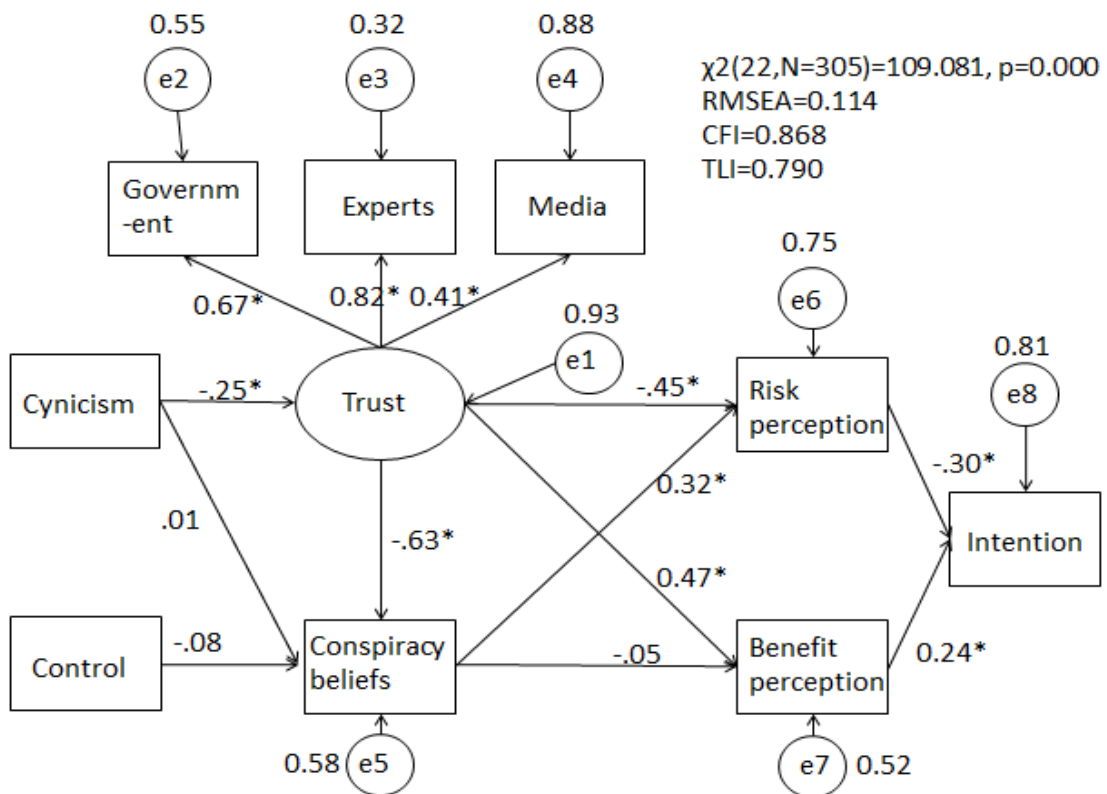 0.55
0.32
0.88
e2
e3
e4
χ2(22,N=305)=109.081, p=0.000
RMSEA=0.114
CFI=0.868
TLI=0.790
Governm
-ent
Experts
Media
0.67*
0.82*
0.41*
0.93
e1
0.75
e6
0.81
e8
Cynicism
-.25*
Trust
-.45*
Risk
perception
-.30*
.01
-.63*
0.32*
0.47*
Intention
Control
-.08
Conspiracy
beliefs
-.05
Benefit
perception
0.24*
0.58
e5
e7
0.52